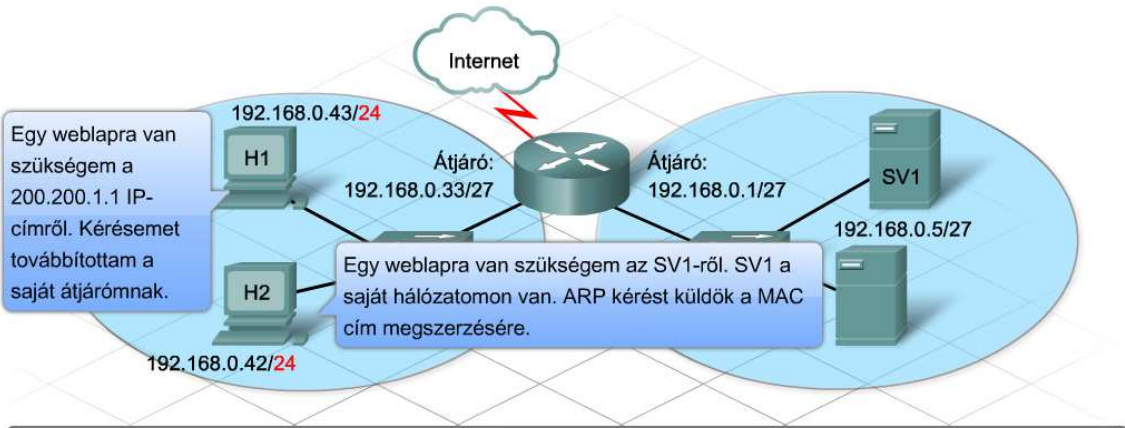 Internet
192.168.0.43/24
Egy weblapra van
szükségem a
200.200.1.1 IP-
címről. Kérésemet
továbbítottam a
saját átjárómnak.
H1
Átjáró:
192.168.0.33/27
Átjáró:
192.168.0.1/27
SV1
192.168.0.5/27
H2
Egy weblapra van szükségem az SV1-ről. SV1 a
saját hálózatomon van. ARP kérést küldök a MAC
cím megszerzésére.
192.168.0.42/24